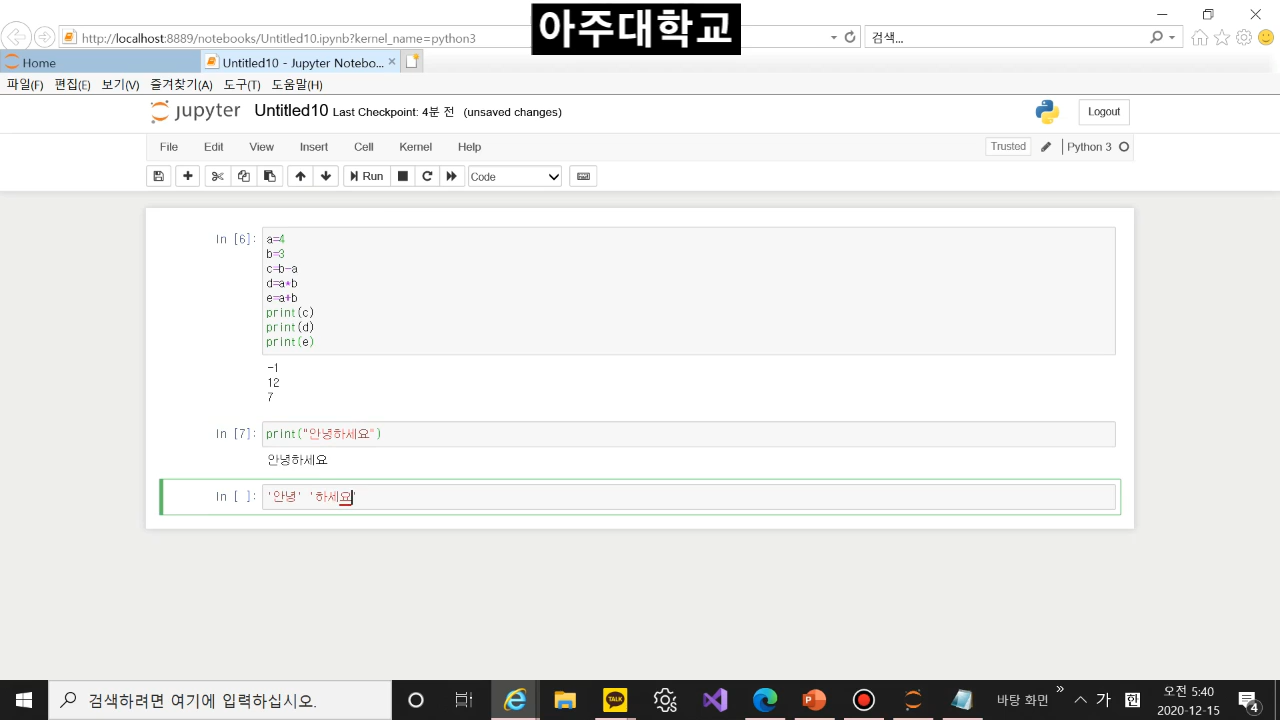 아주대학교
http://localhost:8889/notebooks/Untitled10.ipynb?kernel_name=python3
검색...
Home
Untitled10 - Jupyter Notebo...
파일(F) 편집(E) 보기(V) 즐겨찾기(A) 도구(T) 도움말(H)
jupyter Untitled10 Last Checkpoint: 4분 전 (unsaved changes)
Logout
File Edit View Insert Cell Kernel Help
Trusted
Python 3
Run
Code
In [6]:
a=4
b=3
c=b-a
d=a*b
e=a+b
print(c)
print(d)
print(e)
-1
12
7
In [7]: print("안녕하세요")
안녕하세요
In [ ]: '안녕' '하세요'
검색하려면 여기에 입력하십시오.
TALK
바탕 화면
가
한
오전 5:40
2020-12-15
4